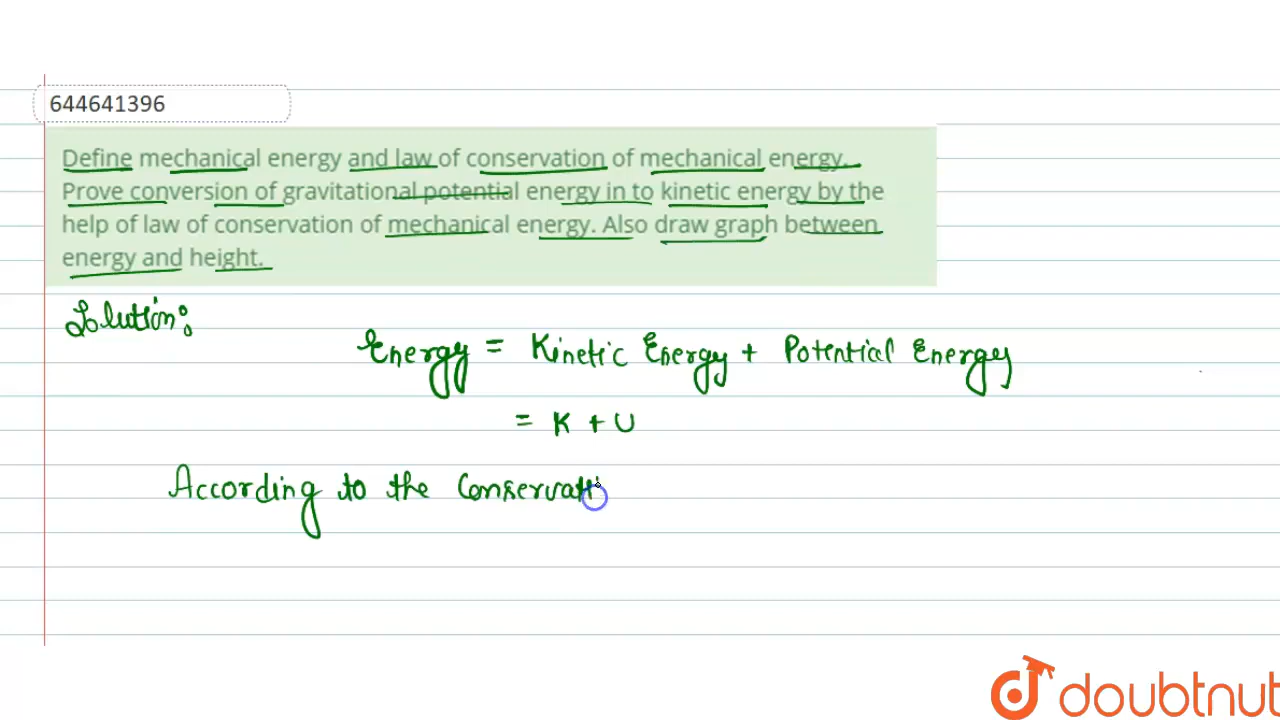 644641396
Define mechanical energy and law of conservation of mechanical energy.
Prove conversion of gravitational potential energy in to kinetic energy by the
help of law of conservation of mechanical energy. Also draw graph between
energy and height.
Solution:
Energy = Kinetic Energy + Potential Energy
= K + U
According to the Conservati
doubtnut